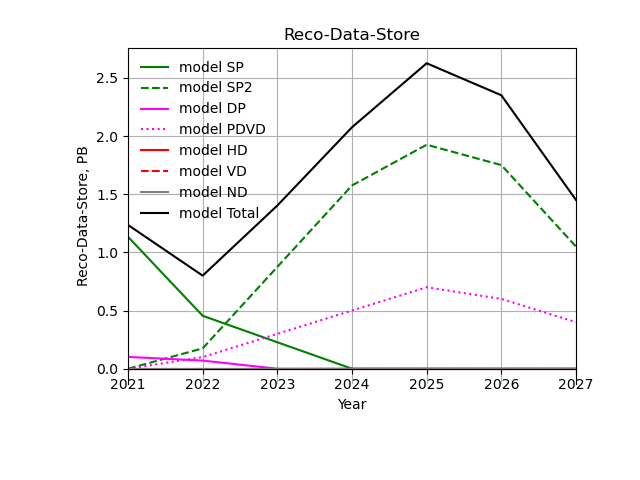 Reco-Data-Store
Reco-Data-Store, PB
2.5
2.0
1.5
1.0
0.5
0.0
model SP
model SP2
model DP
model PDVD
model HD
model VD
model ND
model Total
2021 2022 2023 2024 2025 2026 2027
Year